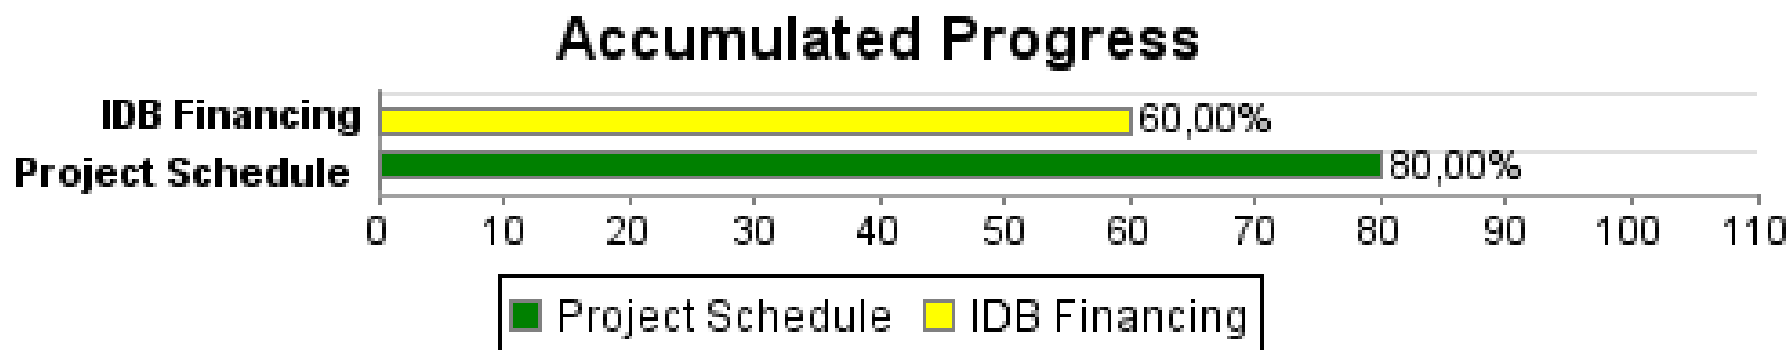 Accumulated Progress
IDB Financing 60,00%
Project Schedule 80,00%
0 10 20 30 40 50 60 70 80 90 100 110
Project Schedule IDB Financing